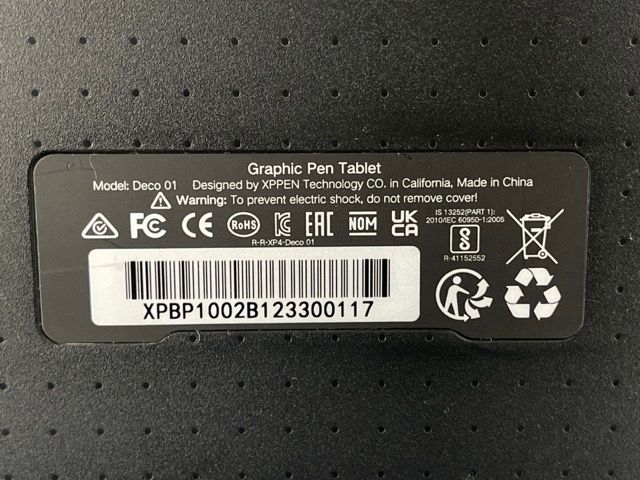 Graphic Pen Tablet
Model: Deco 01 Designed by XPPEN Technology CO. in California, Made in China
Warning: To prevent electric shock, do not remove cover!
FC CE RoHS EAC NOM UK CA
IS 13252(PART 1):
2010/IEC 60950-1:2005
R-R-XP4-Deco 01
R-41152552
XPBP1002B123300117